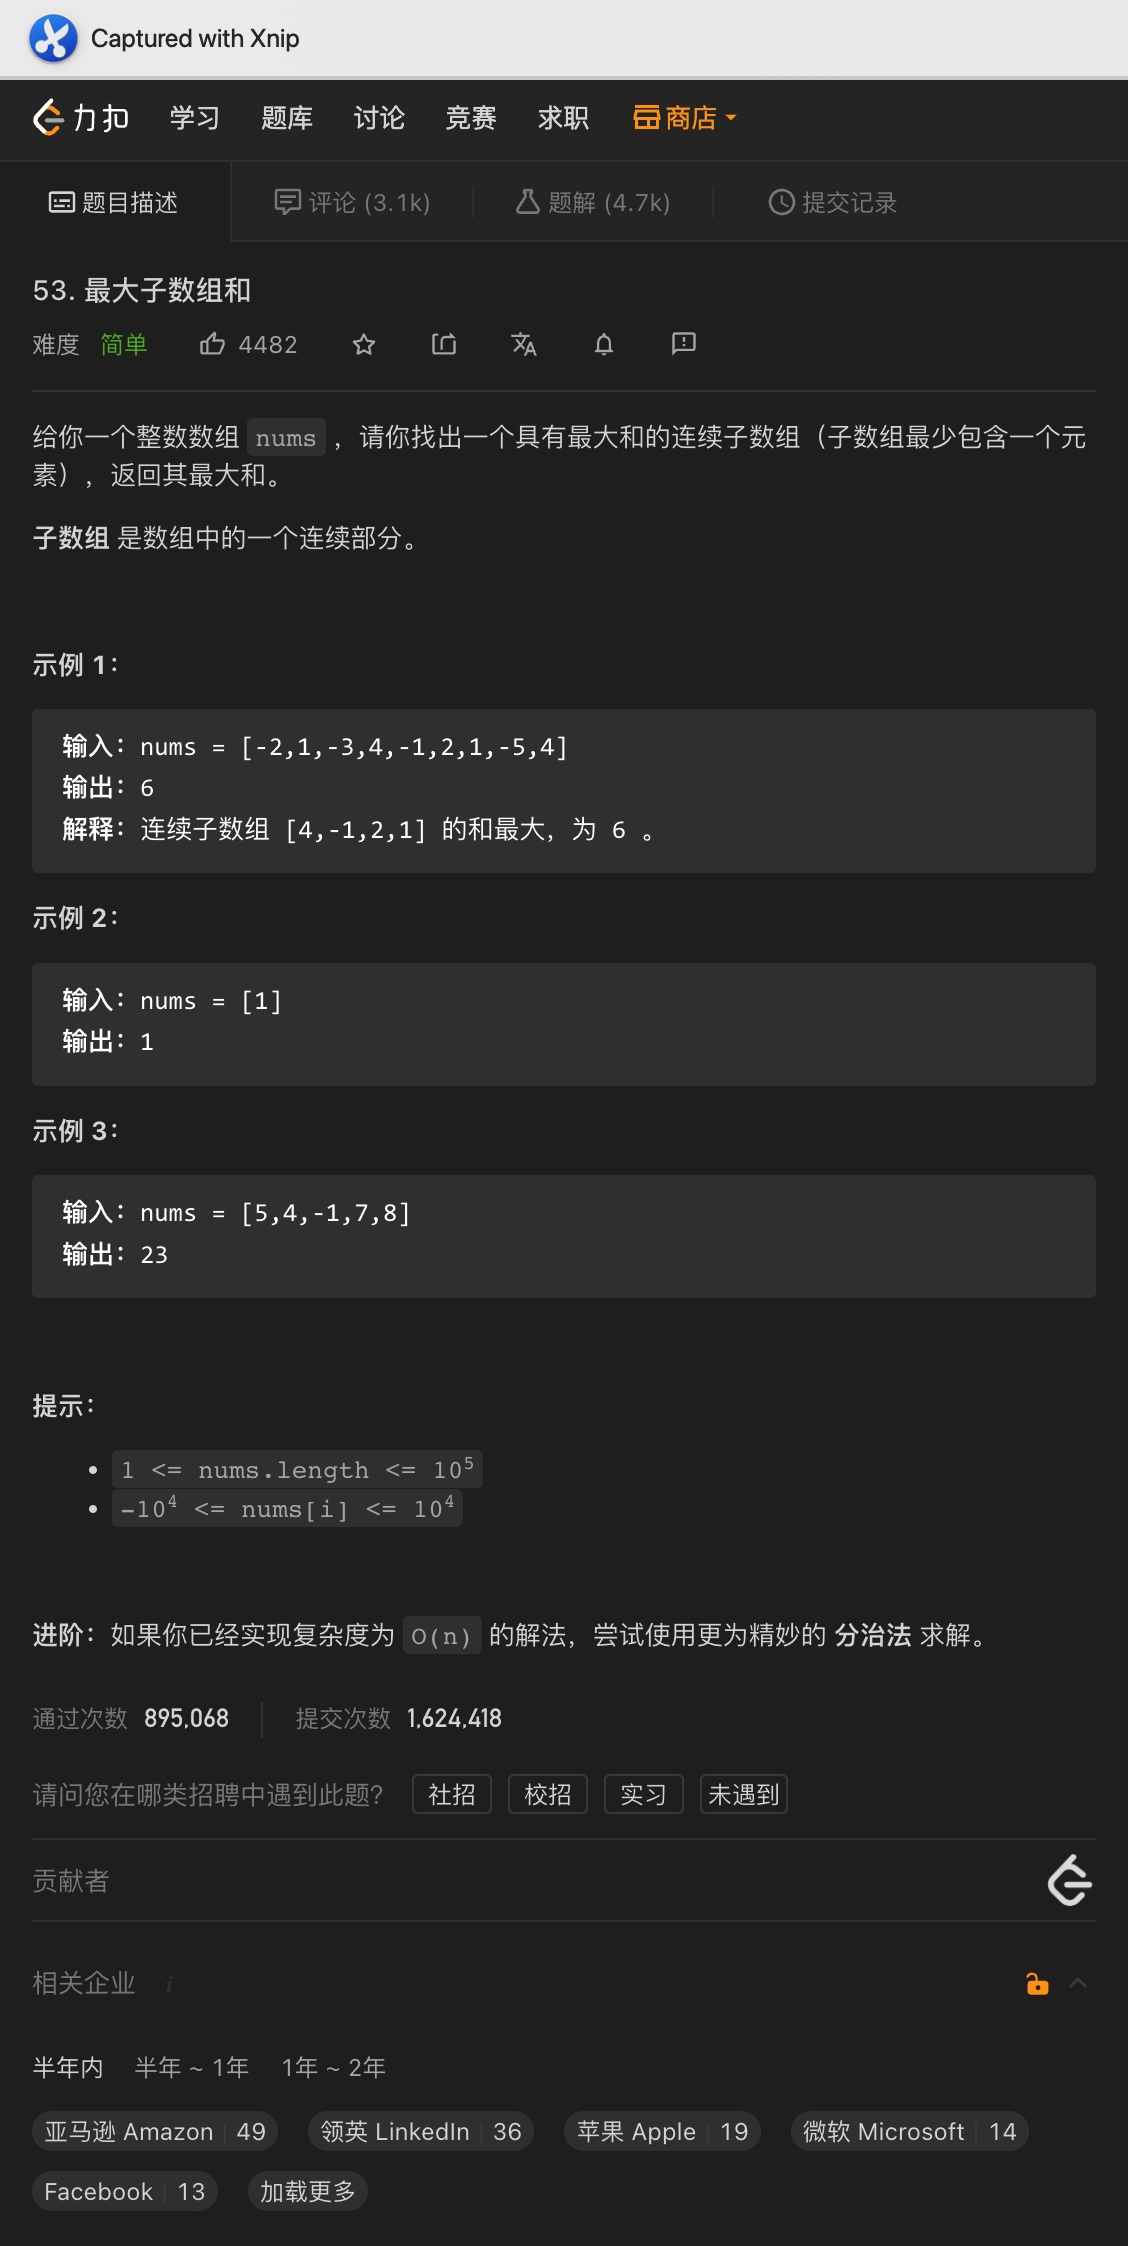 Captured with Xnip
力扣 学习 题库 讨论 竞赛 求职 商店
题目描述 评论 (3.1k) 题解 (4.7k) 提交记录
53. 最大子数组和
难度 简单 4482
给你一个整数数组 nums ，请你找出一个具有最大和的连续子数组（子数组最少包含一个元
素），返回其最大和。
子数组 是数组中的一个连续部分。
示例 1：
输入：nums = [-2,1,-3,4,-1,2,1,-5,4]
输出：6
解释：连续子数组 [4,-1,2,1] 的和最大，为 6 。
示例 2：
输入：nums = [1]
输出：1
示例 3：
输入：nums = [5,4,-1,7,8]
输出：23
提示：
• 1 <= nums.length <= 10⁵
• -10⁴ <= nums[i] <= 10⁴
进阶：如果你已经实现复杂度为 O(n) 的解法，尝试使用更为精妙的 分治法 求解。
通过次数 895,068 提交次数 1,624,418
请问您在哪类招聘中遇到此题？ 社招 校招 实习 未遇到
贡献者
相关企业 i
半年内 半年 ~ 1年 1年 ~ 2年
亚马逊 Amazon 49 领英 LinkedIn 36 苹果 Apple 19 微软 Microsoft 14
Facebook 13 加载更多